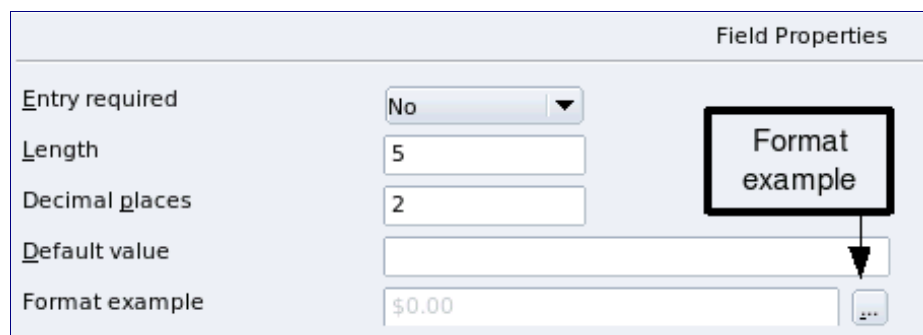 Field Properties
Entry required
No
Length
5
Format
example
Decimal places
2
Default value
Format example
$0.00
...